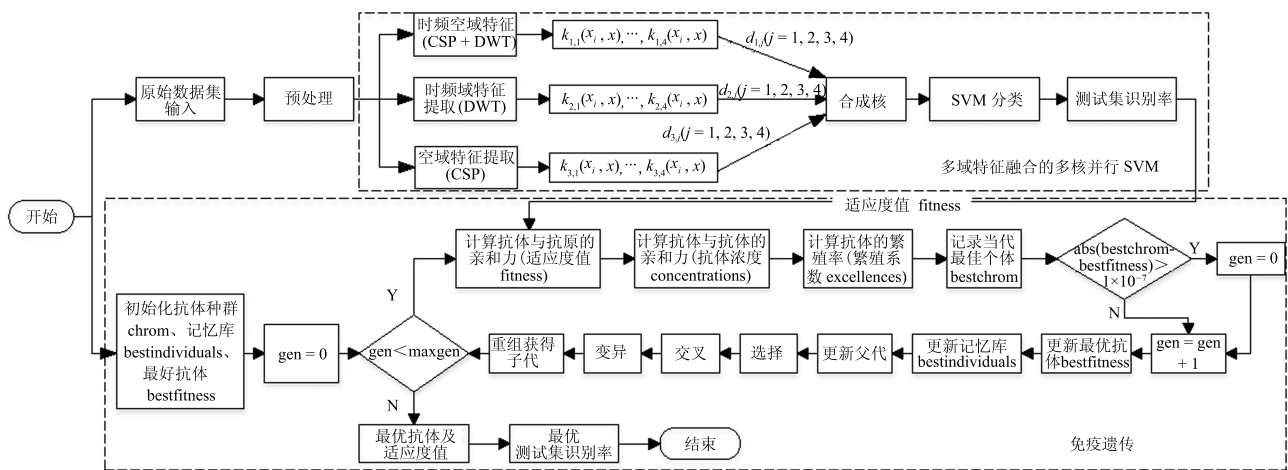 开始
原始数据集
输入
预处理
时频空域特征
(CSP + DWT)
时频域特征
提取 (DWT)
空域特征提取
(CSP)
k₁,₁(xᵢ, x), ⋯, k₁,₄(xᵢ, x)
k₂,₁(xᵢ, x), ⋯, k₂,₄(xᵢ, x)
k₃,₁(xᵢ, x), ⋯, k₃,₄(xᵢ, x)
d₁,ⱼ(j = 1, 2, 3, 4)
d₂,ⱼ(j = 1, 2, 3, 4)
d₃,ⱼ(j = 1, 2, 3, 4)
合成核
SVM 分类
测试集识别率
多域特征融合的多核并行 SVM
适应度值 fitness
计算抗体与抗原的
亲和力(适应度值
fitness)
计算抗体与抗体的
亲和力(抗体浓度
concentrations)
计算抗体的繁
殖率(繁殖系
数 excellences)
记录当代
最佳个体
bestchrom
abs(bestchrom-
bestfitness)＞
1×10⁻⁷
Y
gen = 0
N
gen = gen
+ 1
更新最优抗
体bestfitness
更新记忆库
bestindividuals
更新父代
选择
交叉
变异
重组获得
子代
初始化抗体种群
chrom、记忆库
bestindividuals、
最好抗体
bestfitness
gen = 0
gen＜maxgen
Y
N
最优抗体及
适应度值
最优
测试集识别率
结束
免疫遗传